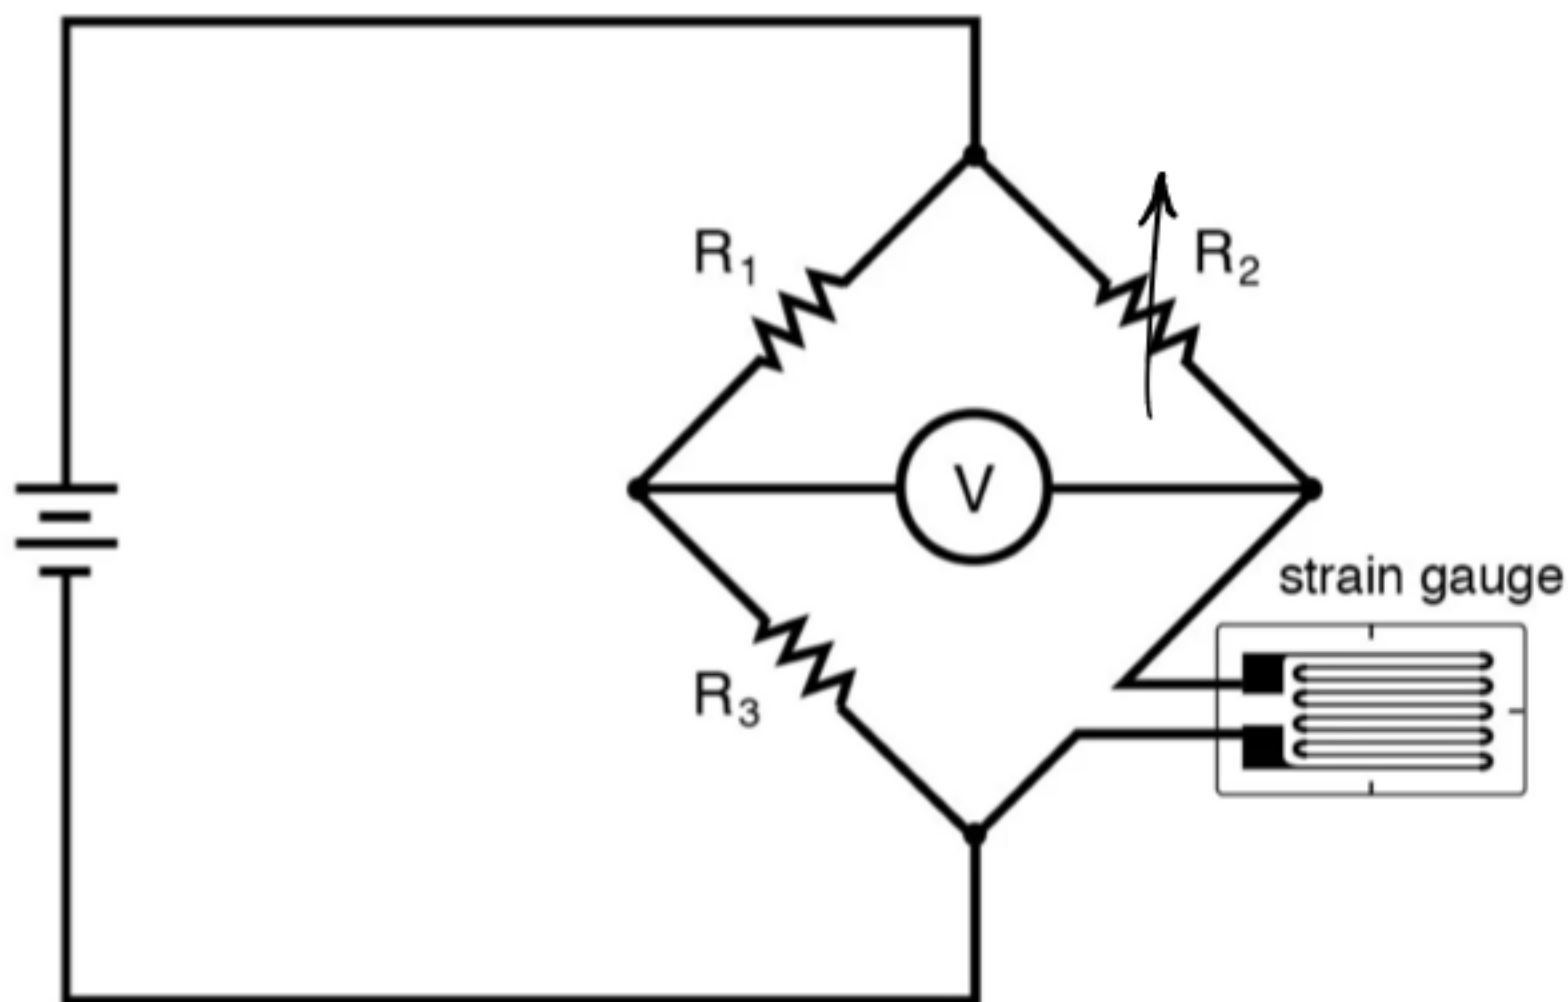 R₁
R₂
V
strain gauge
R₃